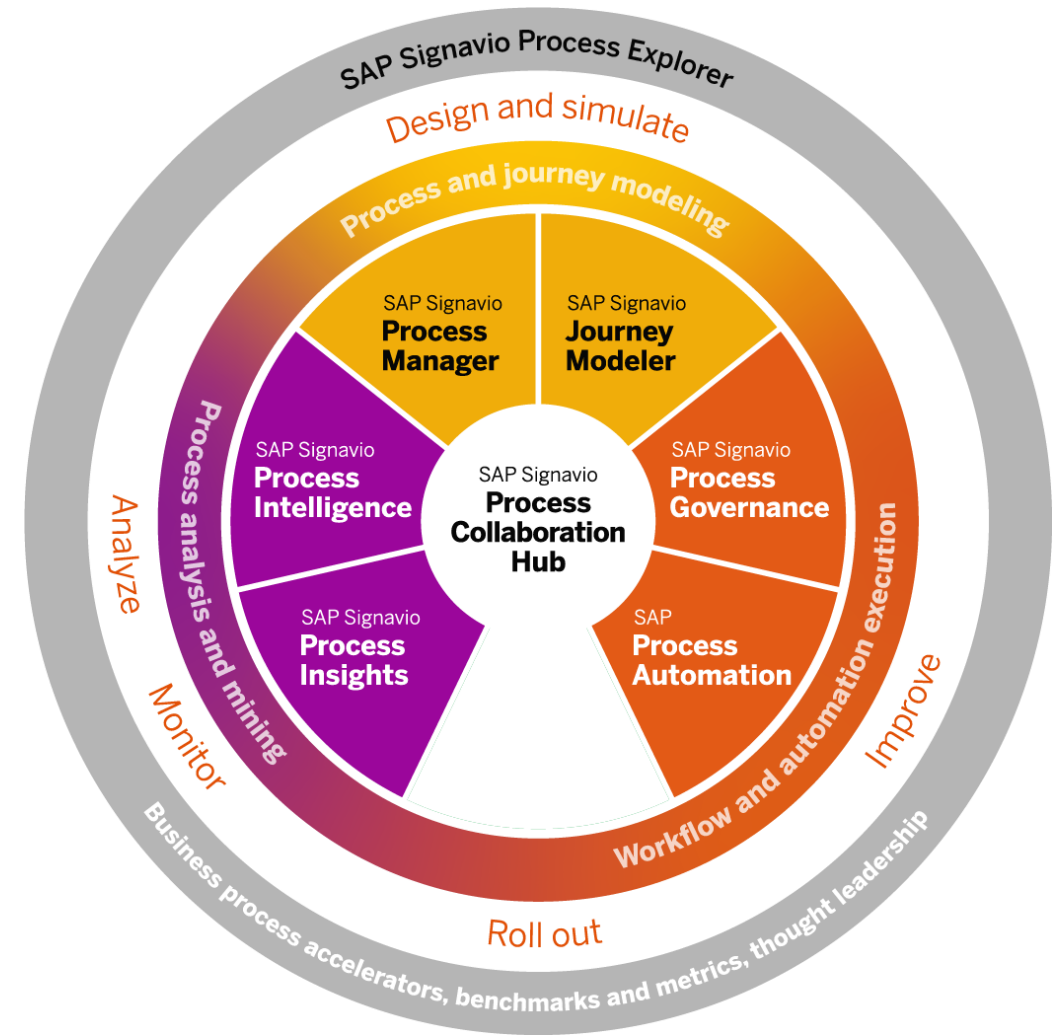 SAP Signavio Process Explorer
Design and simulate
Process and journey modeling
SAP Signavio
Process
Manager
SAP Signavio
Journey
Modeler
SAP Signavio
Process
Intelligence
SAP Signavio
Process
Collaboration
Hub
SAP Signavio
Process
Governance
SAP Signavio
Process
Insights
SAP
Process
Automation
Process analysis and mining
Workflow and automation execution
Analyze
Monitor
Improve
Roll out
Business process accelerators, benchmarks and metrics, thought leadership